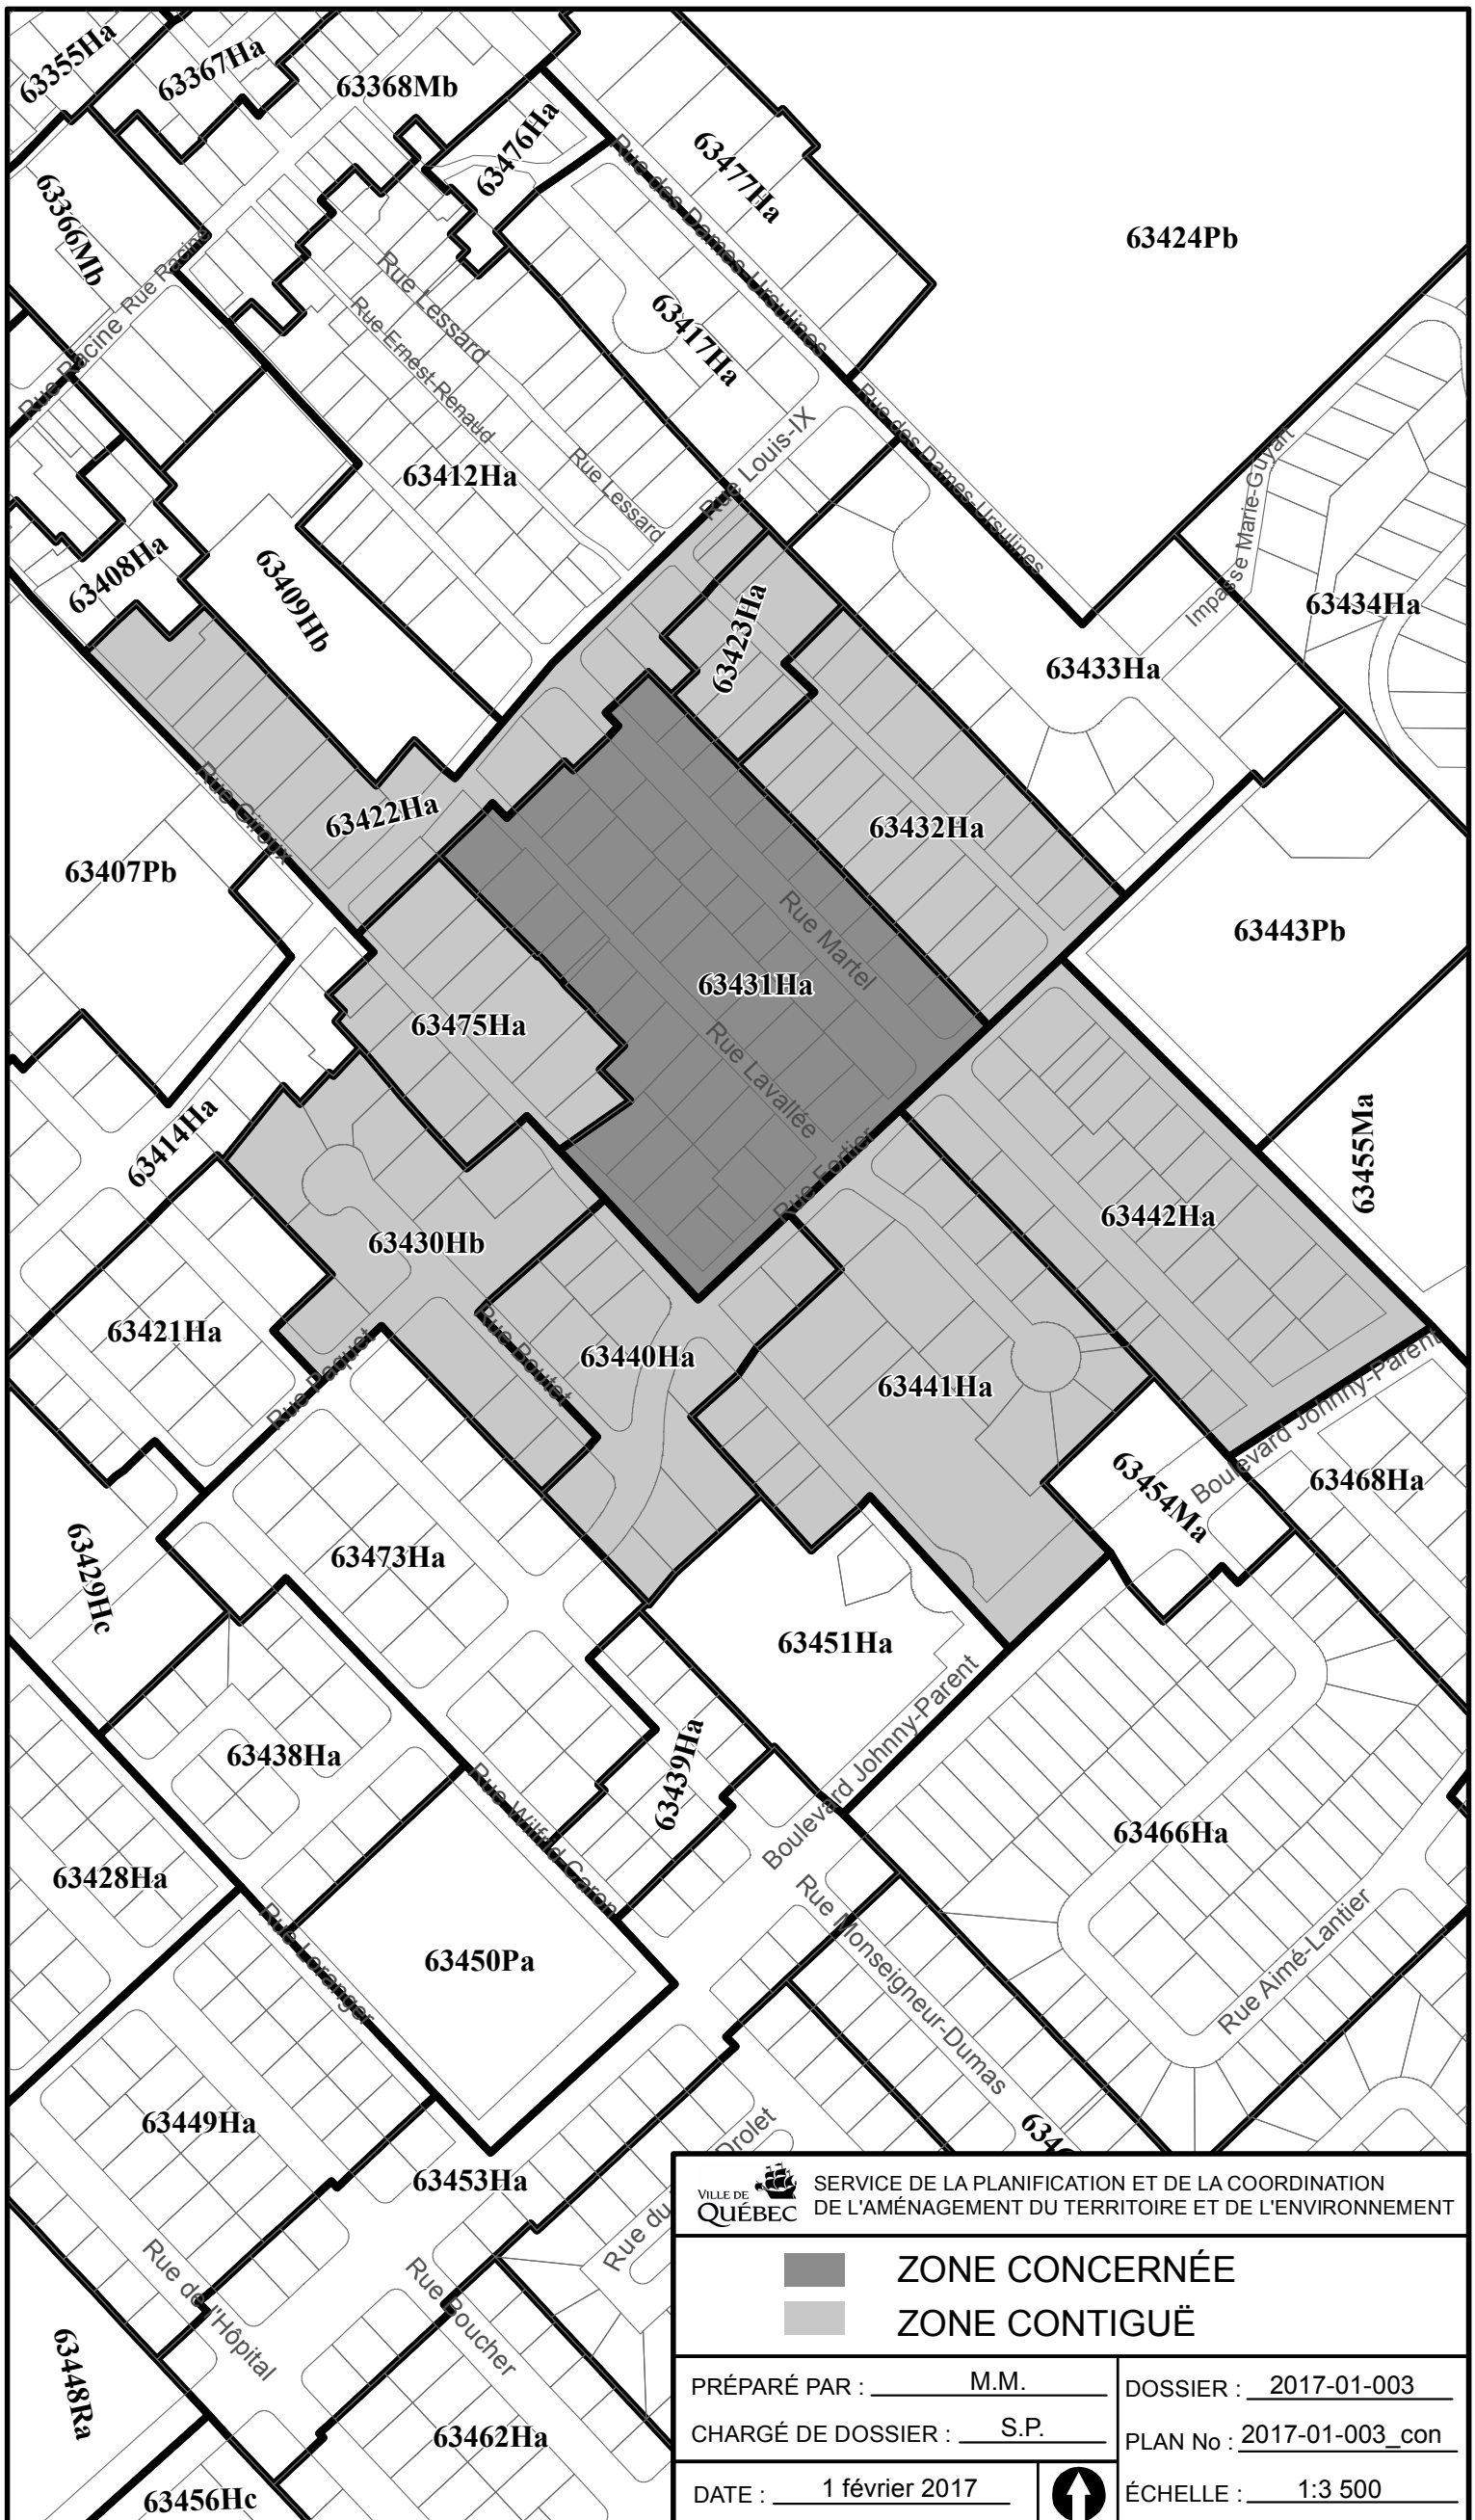 63355Ha
63367Ha
63368Mb
63476Ha
63477Ha
63424Pb
63366Mb
Rue Racine
Rue Racine
Rue des Dames-Ursulines
63417Ha
Rue Lessard
Rue Ernest-Renaud
Rue Lessard
Rue Louis-IX
Rue des Dames-Ursulines
63412Ha
63408Ha
63409Hb
63423Ha
Impasse Marie-Guyart
63434Ha
63433Ha
Rue Giroux
63422Ha
63432Ha
63407Pb
Rue Martel
63443Pb
63431Ha
63475Ha
Rue Lavallée
63414Ha
Rue Fortier
63455Ma
63442Ha
63430Hb
63421Ha
Rue Paquet
Rue Boutet
63440Ha
63441Ha
Boulevard Johnny-Parent
63454Ma
63468Ha
63429Hc
63473Ha
63451Ha
Boulevard Johnny-Parent
63438Ha
63439Ha
Rue Wilfrid-Caron
63466Ha
63428Ha
Rue Monseigneur-Dumas
Rue Loranger
63450Pa
Rue Aimé-Lantier
63449Ha
63453Ha
Rue du
Drolet
Rue de l'Hôpital
Rue Boucher
63448Ra
63462Ha
63456Hc
VILLE DE
QUÉBEC
SERVICE DE LA PLANIFICATION ET DE LA COORDINATION
DE L'AMÉNAGEMENT DU TERRITOIRE ET DE L'ENVIRONNEMENT
ZONE CONCERNÉE
ZONE CONTIGUË
PRÉPARÉ PAR : M.M.
DOSSIER : 2017-01-003
CHARGÉ DE DOSSIER : S.P.
PLAN No : 2017-01-003_con
DATE : 1 février 2017
ÉCHELLE : 1:3 500